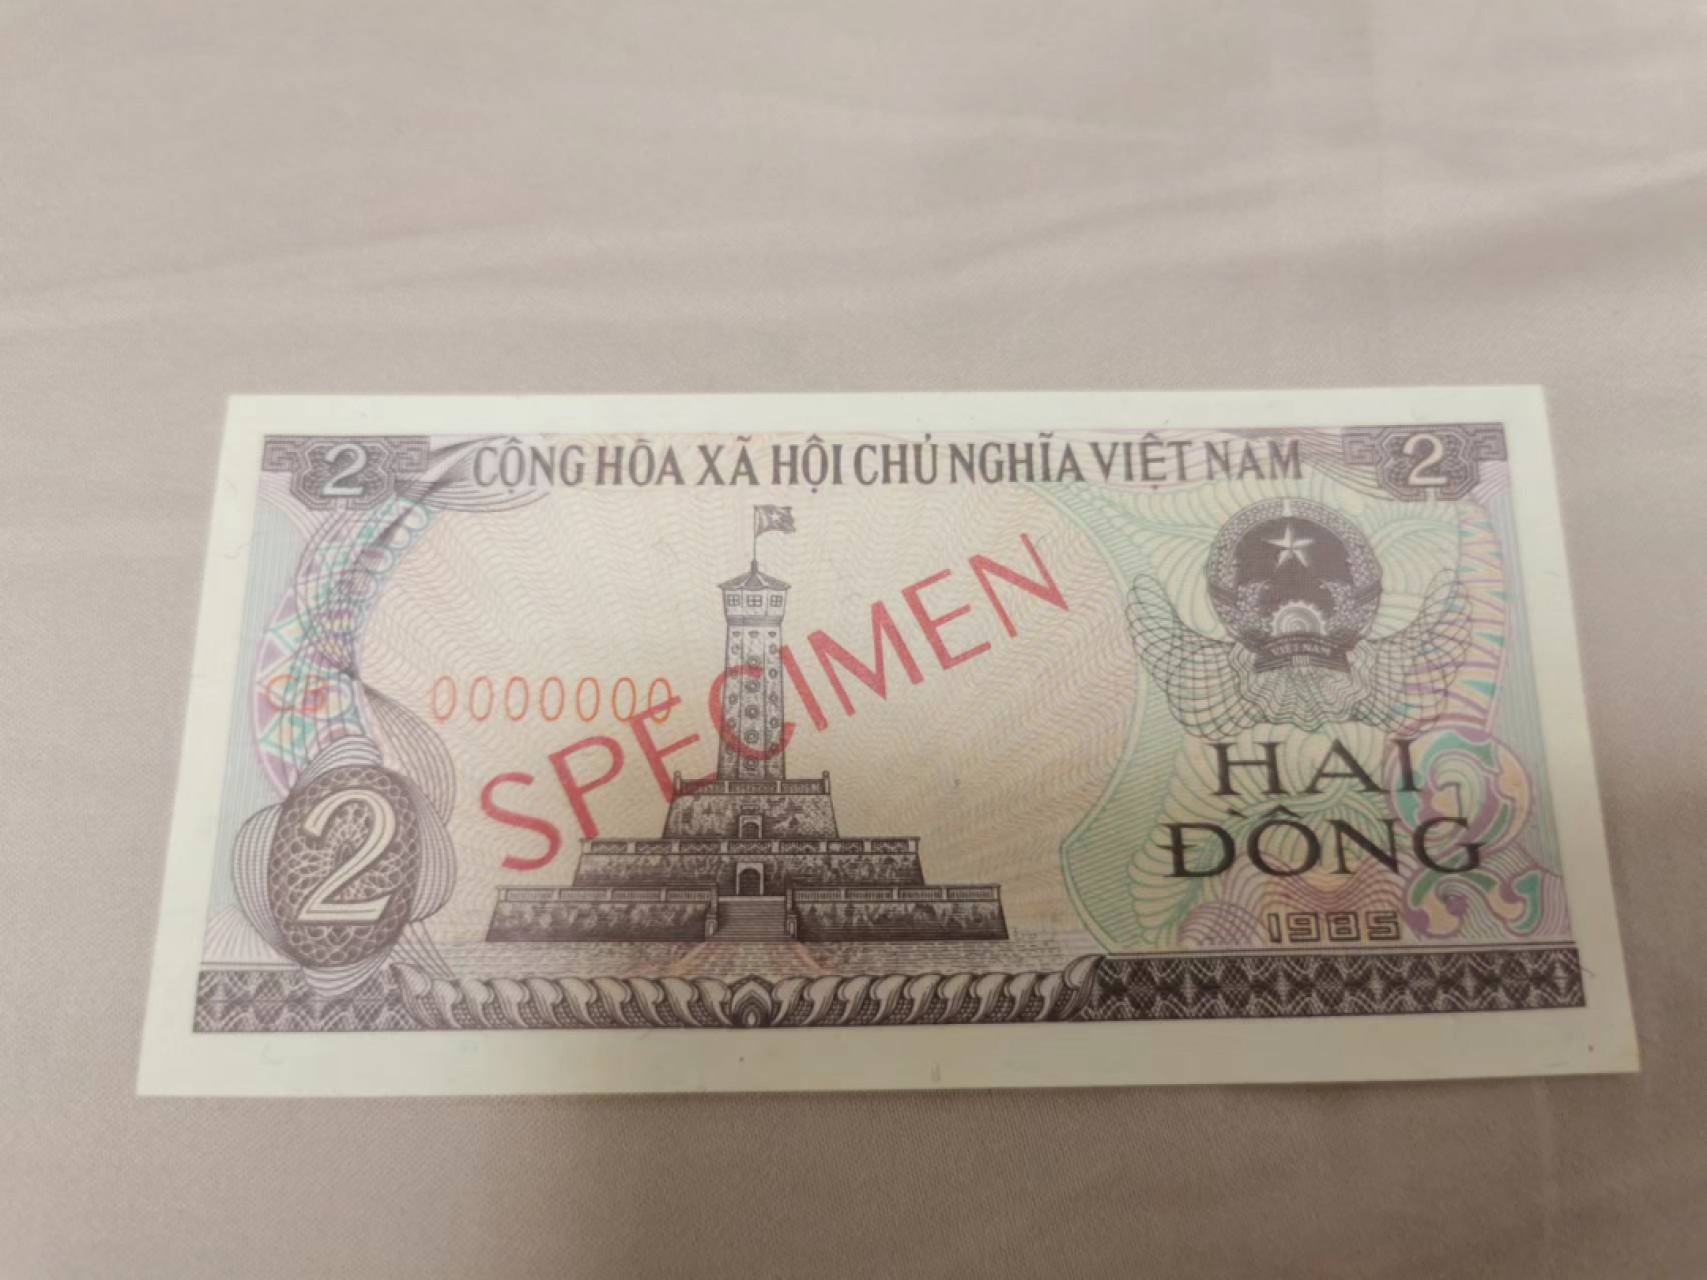 2 CỘNG HÒA XÃ HỘI CHỦ NGHĨA VIỆT NAM 2
SPECIMEN
VIỆT NAM
0000000
HAI
ĐỒNG
2
1985